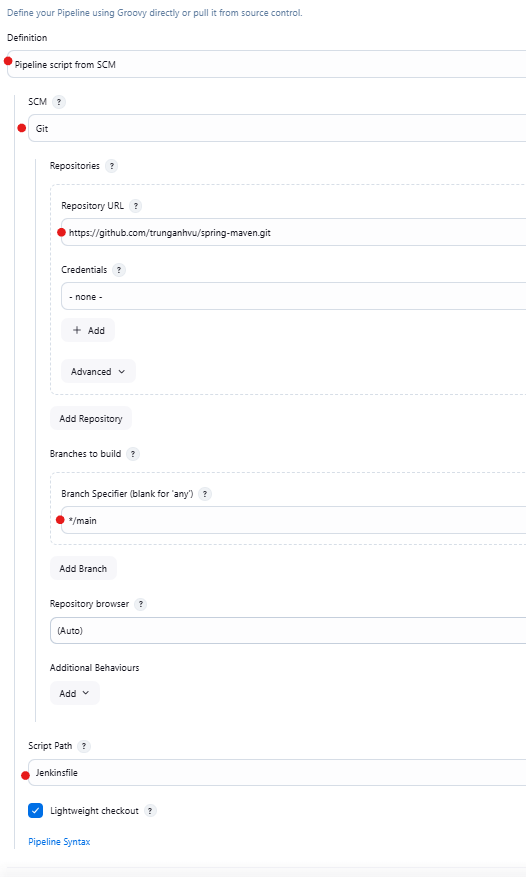 Define your Pipeline using Groovy directly or pull it from source control.
Definition
Pipeline script from SCM
SCM ?
Git
Repositories ?
Repository URL ?
https://github.com/trunganhvu/spring-maven.git
Credentials ?
- none -
+ Add
Advanced
Add Repository
Branches to build ?
Branch Specifier (blank for 'any') ?
*/main
Add Branch
Repository browser ?
(Auto)
Additional Behaviours
Add
Script Path ?
Jenkinsfile
Lightweight checkout ?
Pipeline Syntax